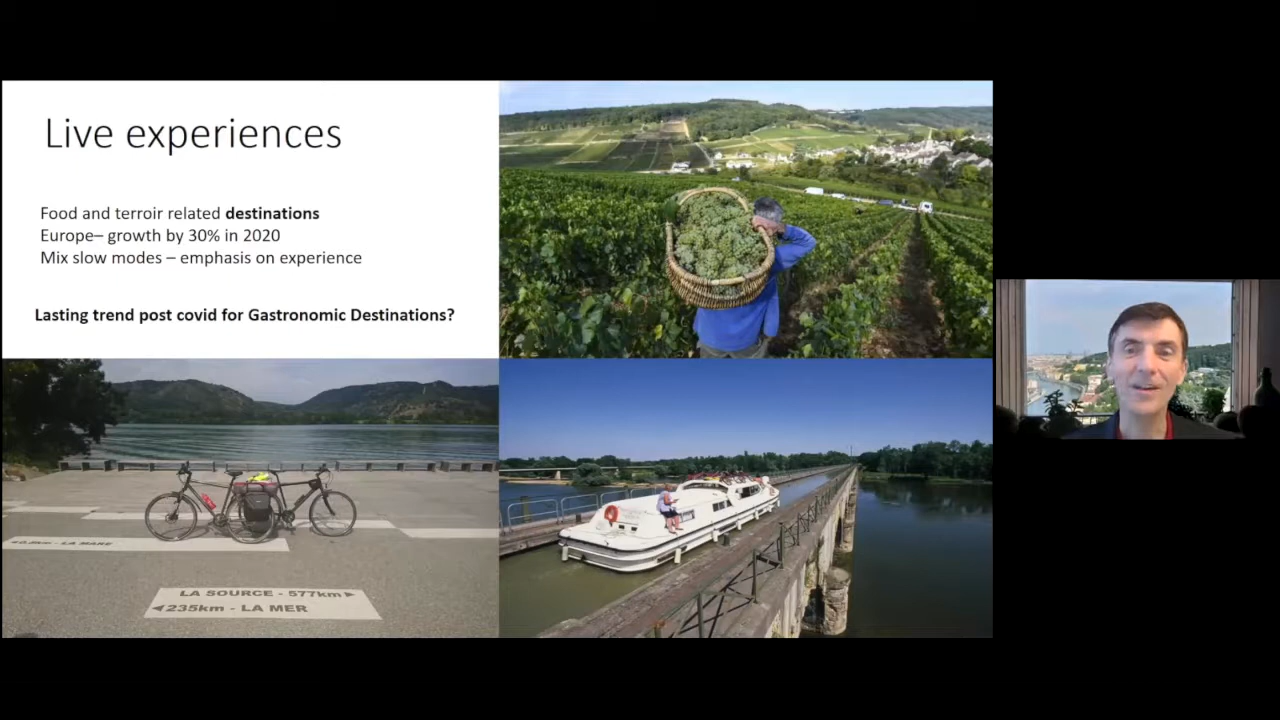 Live experiences
Food and terroir related destinations
Europe– growth by 30% in 2020
Mix slow modes – emphasis on experience
Lasting trend post covid for Gastronomic Destinations?
LA SOURCE - 577km ▶
◀ 235km - LA MER